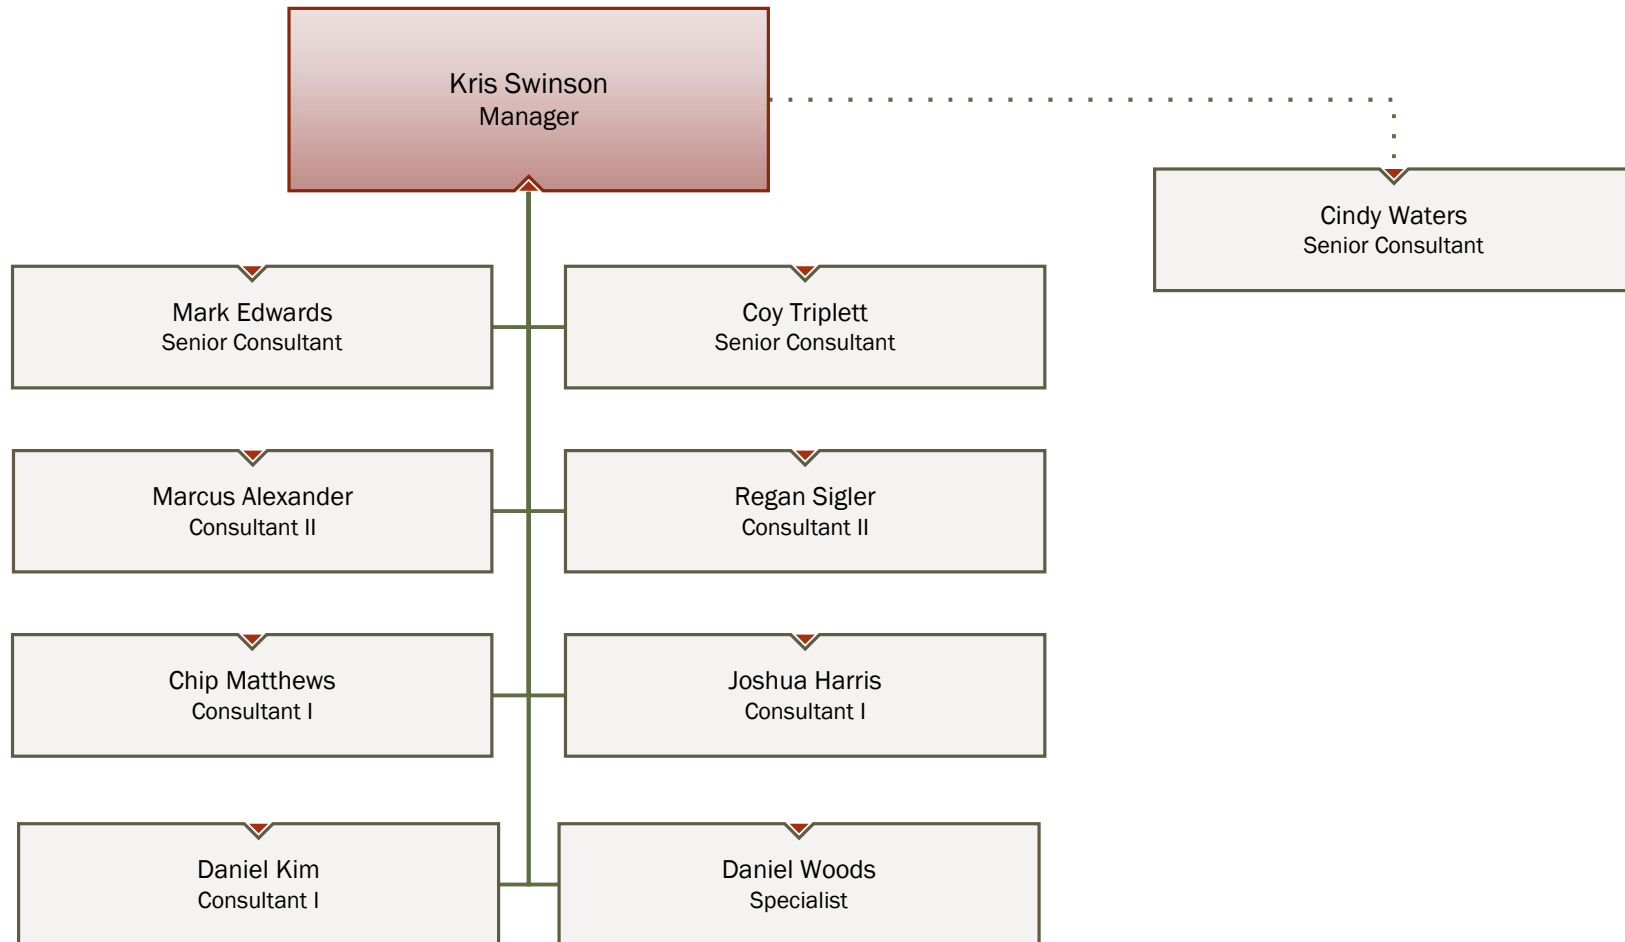 Kris Swinson
Manager
Cindy Waters
Senior Consultant
Mark Edwards
Senior Consultant
Coy Triplett
Senior Consultant
Marcus Alexander
Consultant II
Regan Sigler
Consultant II
Chip Matthews
Consultant I
Joshua Harris
Consultant I
Daniel Kim
Consultant I
Daniel Woods
Specialist